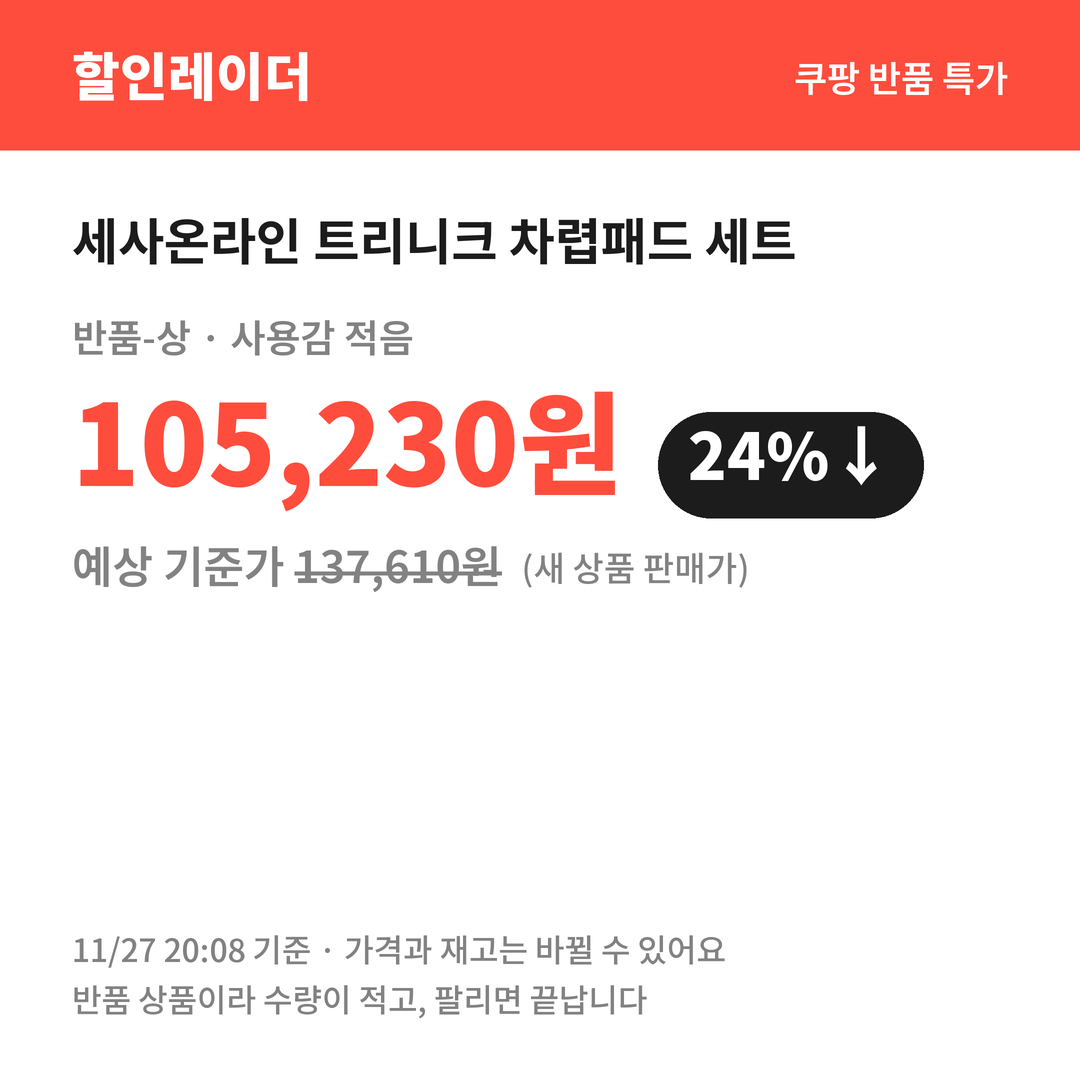 할인레이더
쿠팡 반품 특가
세사온라인 트리니크 차렵패드 세트
반품-상 · 사용감 적음
105,230원 24%↓
예상 기준가 137,610원 (새 상품 판매가)
11/27 20:08 기준 · 가격과 재고는 바뀔 수 있어요
반품 상품이라 수량이 적고, 팔리면 끝납니다